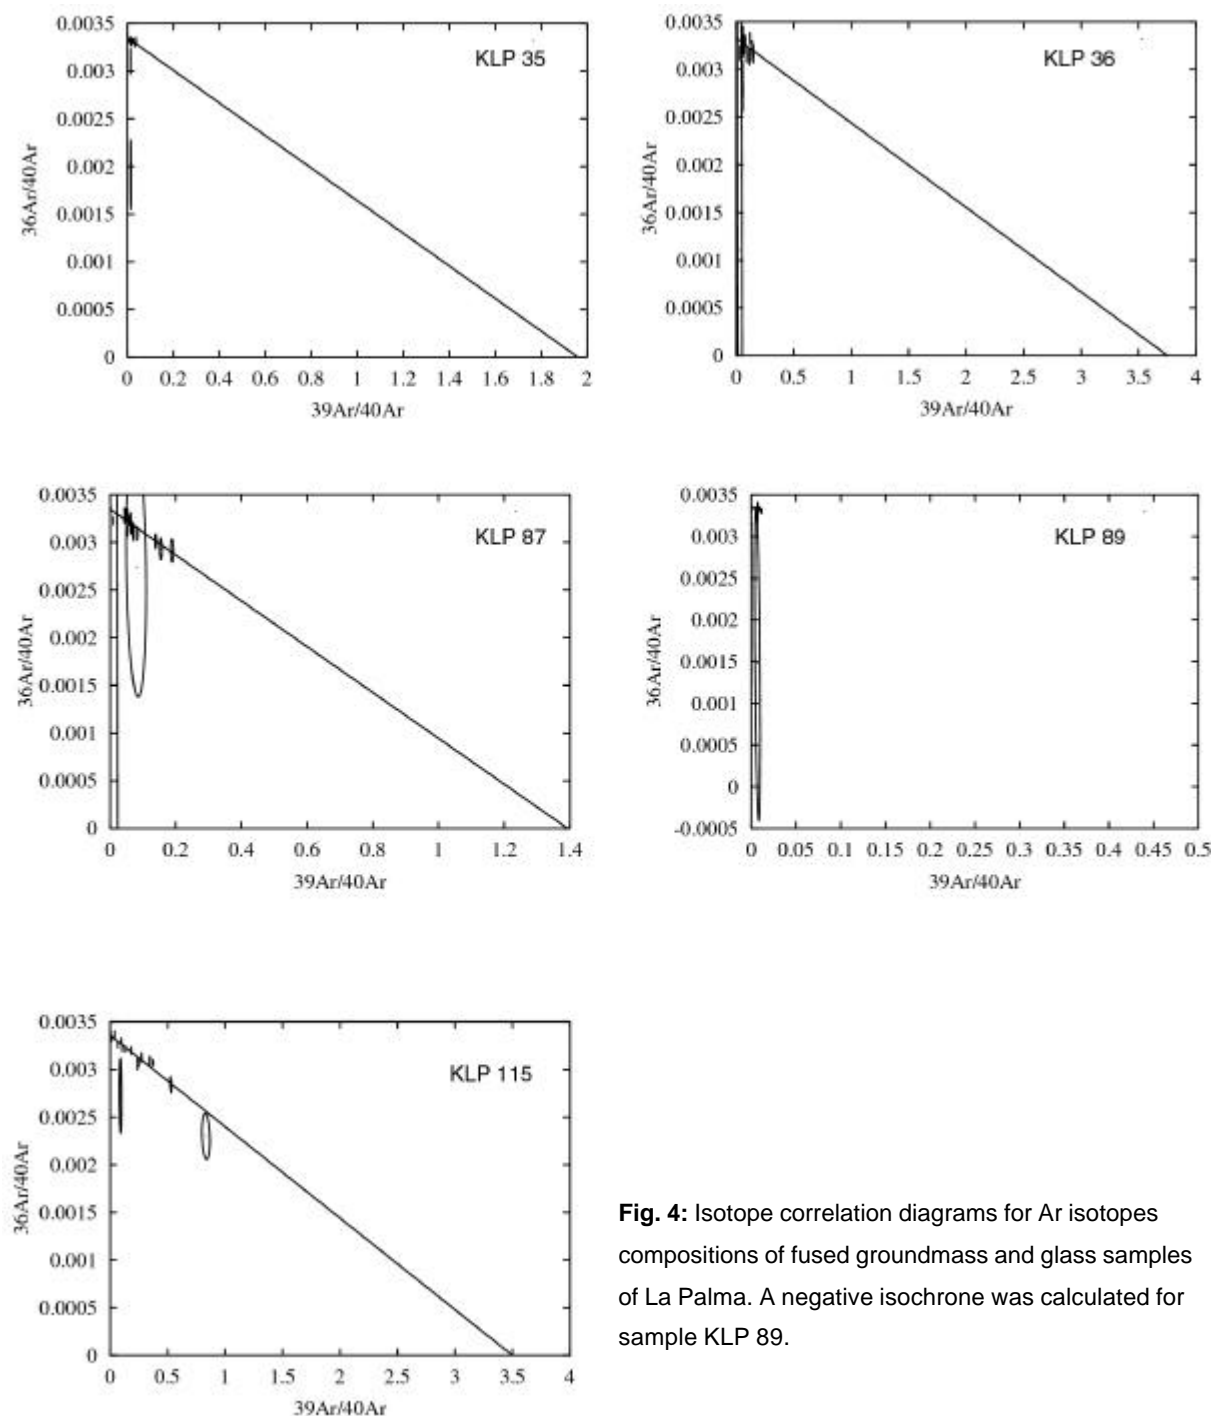 0.0035
0.003
0.0025
0.002
0.0015
0.001
0.0005
0
36Ar/40Ar
KLP 35
0 0.2 0.4 0.6 0.8 1 1.2 1.4 1.6 1.8 2
39Ar/40Ar
0.0035
0.003
0.0025
0.002
0.0015
0.001
0.0005
0
36Ar/40Ar
KLP 36
0 0.5 1 1.5 2 2.5 3 3.5 4
39Ar/40Ar
0.0035
0.003
0.0025
0.002
0.0015
0.001
0.0005
0
36Ar/40Ar
KLP 87
0 0.2 0.4 0.6 0.8 1 1.2 1.4
39Ar/40Ar
0.0035
0.003
0.0025
0.002
0.0015
0.001
0.0005
0
-0.0005
36Ar/40Ar
KLP 89
0 0.05 0.1 0.15 0.2 0.25 0.3 0.35 0.4 0.45 0.5
39Ar/40Ar
0.0035
0.003
0.0025
0.002
0.0015
0.001
0.0005
0
36Ar/40Ar
KLP 115
0 0.5 1 1.5 2 2.5 3 3.5 4
39Ar/40Ar
Fig. 4: Isotope correlation diagrams for Ar isotopes
compositions of fused groundmass and glass samples
of La Palma. A negative isochrone was calculated for
sample KLP 89.